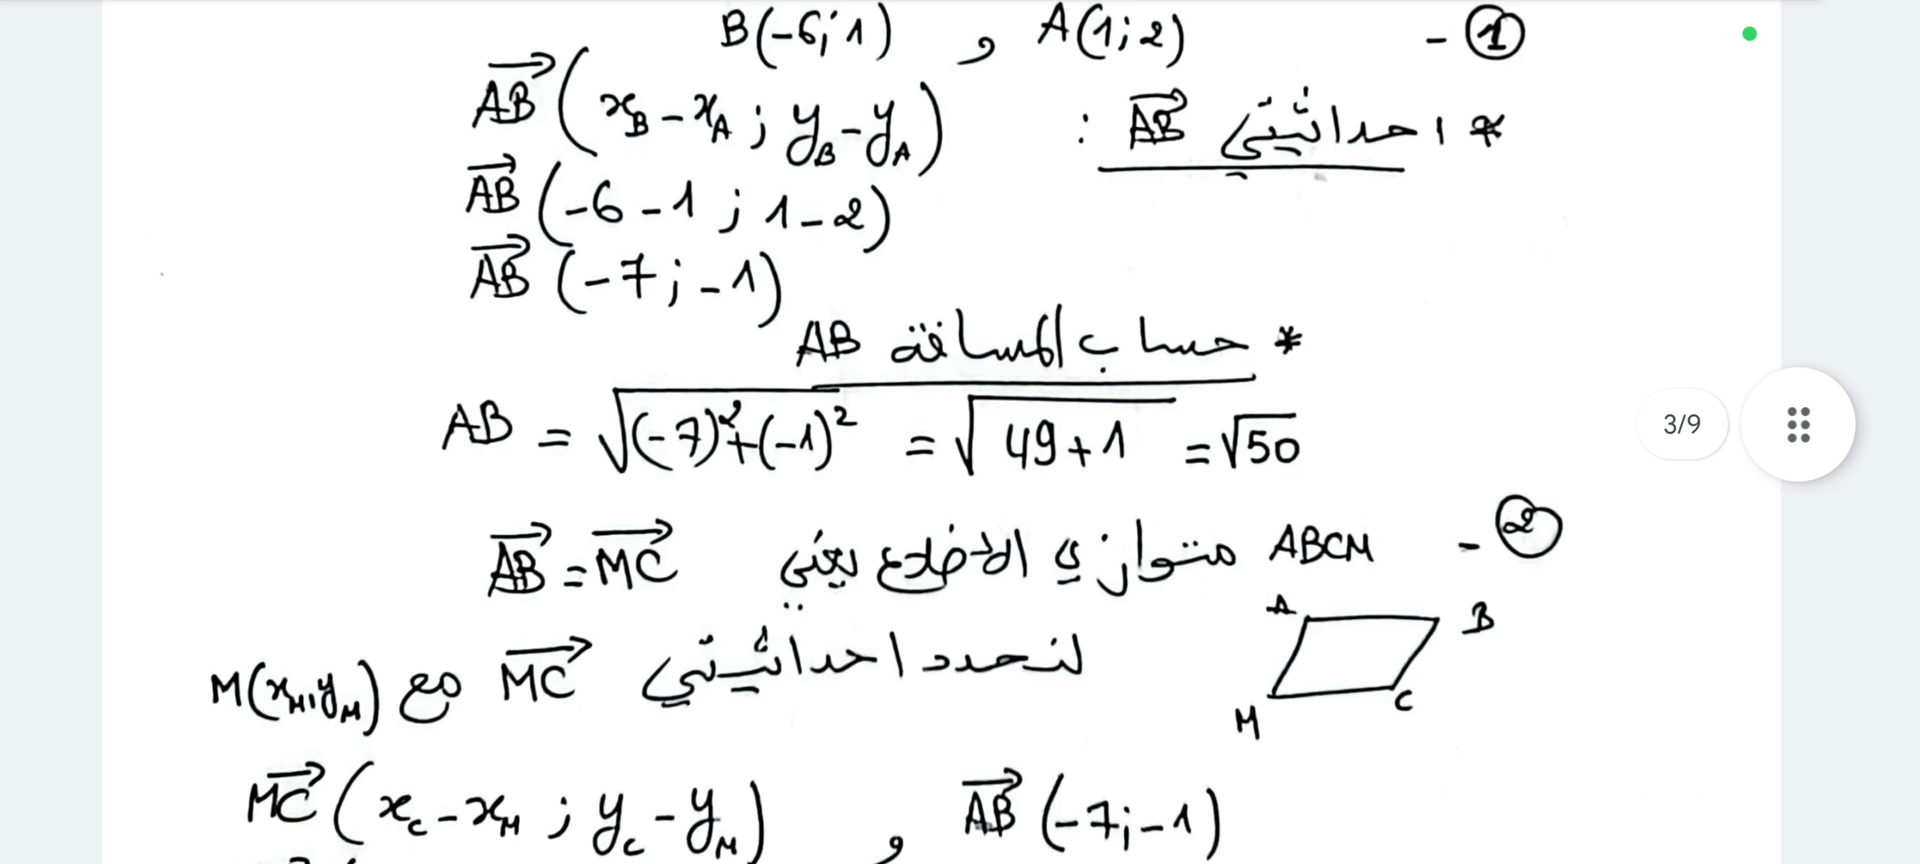 ① - A(1;2) و B(-6;1)
* احداثيتي AB⃗ : AB⃗(x_B - x_A ; y_B - y_A)
AB⃗(-6-1 ; 1-2)
AB⃗(-7;-1)
* حساب المسافة AB
AB = √((-7)²+(-1)²) = √(49+1) = √50
② - ABCM متوازي الاضلاع يعني AB⃗ = MC⃗
A B
لنحدد احداثيتي MC⃗ مع M(x_M, y_M)
M C
AB⃗(-7;-1) , MC⃗(x_C - x_M ; y_C - y_M)
3/9